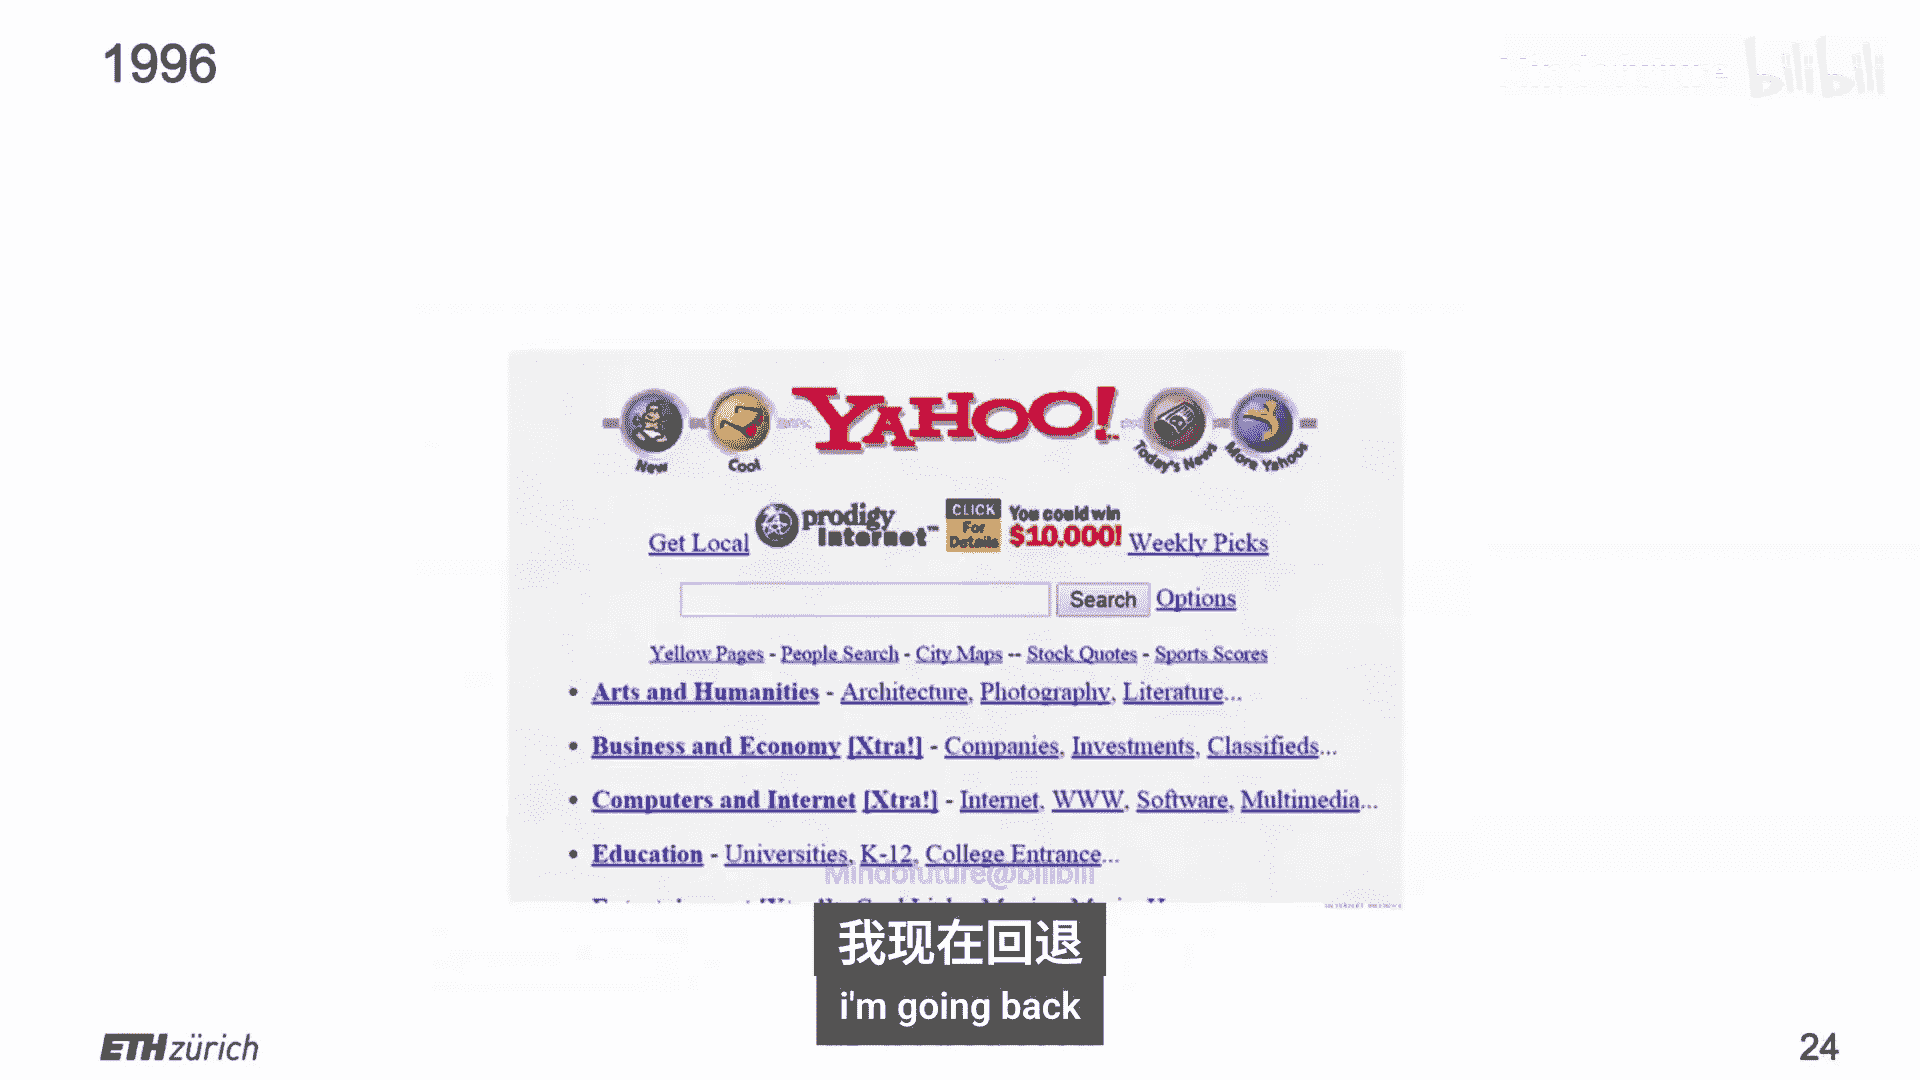 1996
bilibili
YAHOO!
New
Cool
Today's News
More Yahoos
Get Local
prodigy Internet™
CLICK For Details
You could win $10,000!
Weekly Picks
Search Options
Yellow Pages - People Search - City Maps -- Stock Quotes - Sports Scores
• Arts and Humanities - Architecture, Photography, Literature...
• Business and Economy [Xtra!] - Companies, Investments, Classifieds...
• Computers and Internet [Xtra!] - Internet, WWW, Software, Multimedia...
• Education - Universities, K-12, College Entrance...
Mindofuture@bilibili
我现在回退
i'm going back
ETH zürich
24